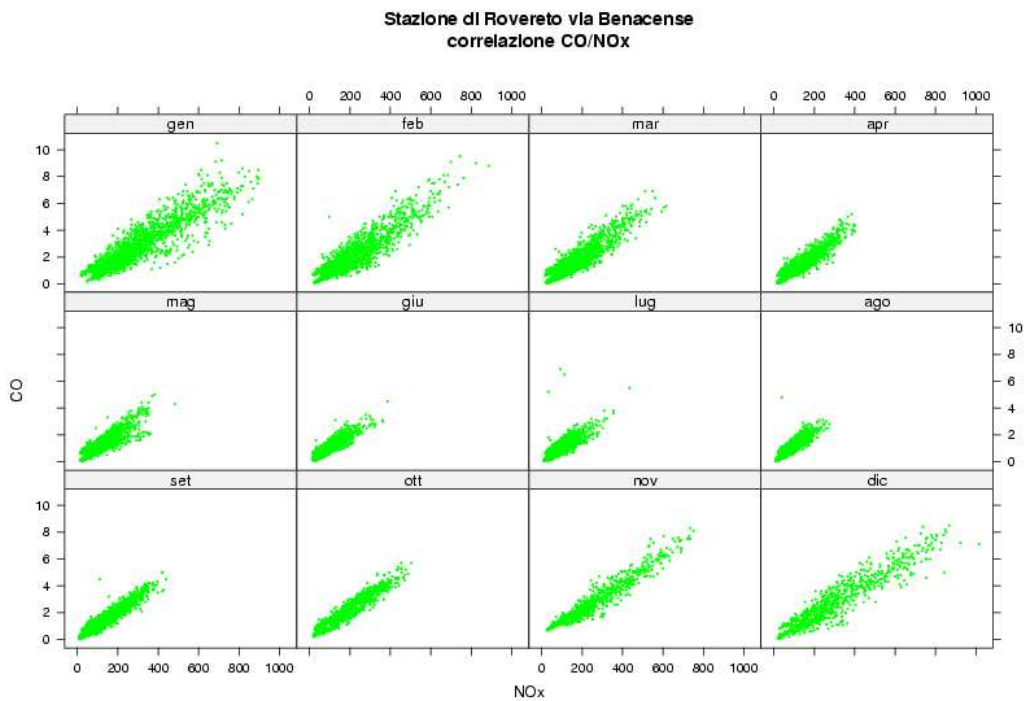 Stazione di Rovereto via Benacense
correlazione CO/NOx
0 200 400 600 800 1000 0 200 400 600 800 1000
gen feb mar apr
10
8
6
4
2
0
mag giu lug ago
10
8
6
4
2
0
CO
set ott nov dic
10
8
6
4
2
0
0 200 400 600 800 1000 0 200 400 600 800 1000
NOx